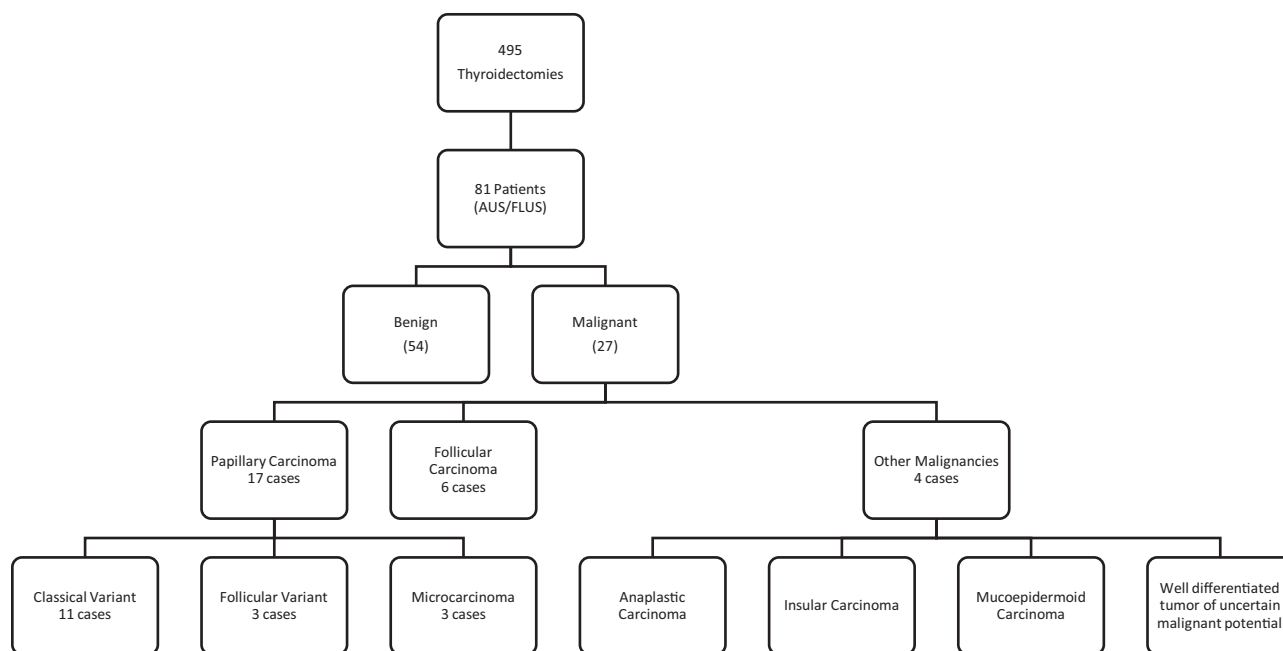 495
Thyroidectomies
81 Patients
(AUS/FLUS)
Benign
(54)
Malignant
(27)
Papillary Carcinoma
17 cases
Follicular
Carcinoma
6 cases
Other Malignancies
4 cases
Classical Variant
11 cases
Follicular Variant
3 cases
Microcarcinoma
3 cases
Anaplastic
Carcinoma
Insular Carcinoma
Mucoepidermoid
Carcinoma
Well differentiated
tumor of uncertain
malignant potential